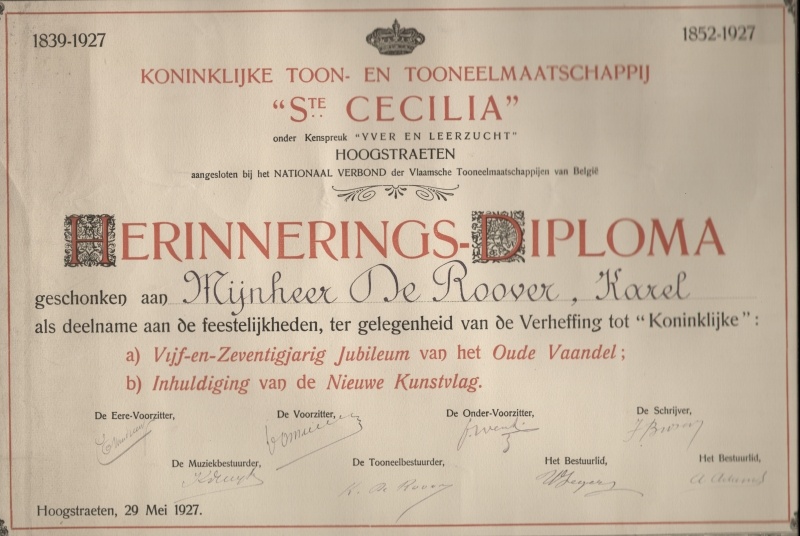 1839-1927
1852-1927
KONINKLIJKE TOON- EN TOONEELMAATSCHAPPIJ
"STE CECILIA"
onder Kenspreuk "YVER EN LEERZUCHT"
HOOGSTRAETEN
aangesloten bij het NATIONAAL VERBOND der Vlaamsche Tooneelmaatschappijen van België
HERINNERINGS-DIPLOMA
geschonken aan Mijnheer De Roover, Karel
als deelname aan de feestelijkheden, ter gelegenheid van de Verheffing tot "Koninklijke" :
a) Vijf-en-Zeventigjarig Jubileum van het Oude Vaandel ;
b) Inhuldiging van de Nieuwe Kunstvlag.
De Eere-Voorzitter, De Voorzitter, De Onder-Voorzitter, De Schrijver,
De Muziekbestuurder, De Tooneelbestuurder, Het Bestuurlid, Het Bestuurlid,
K. De Roover
Hoogstraeten, 29 Mei 1927.